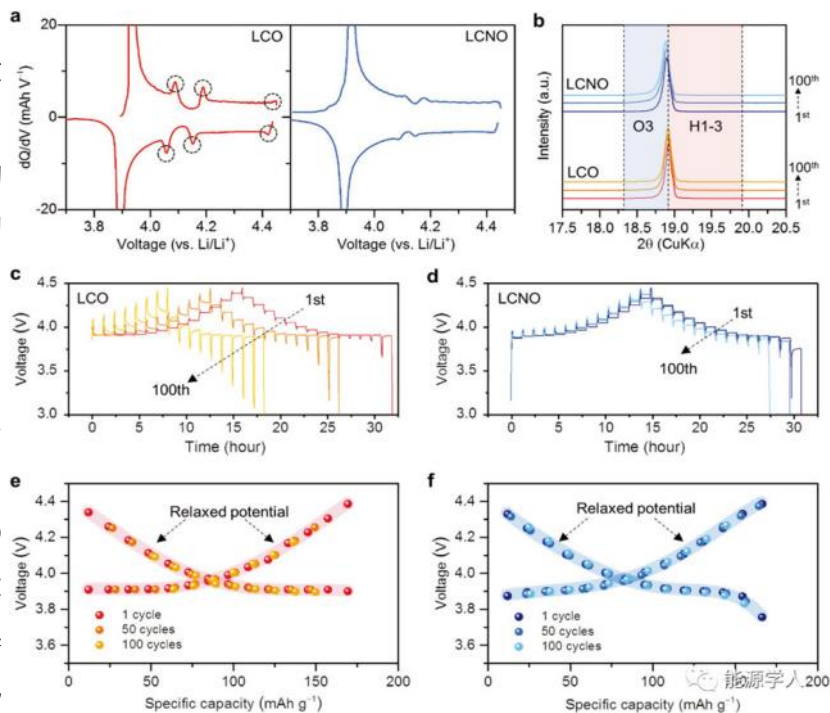 a
LCO
LCNO
20
10
0
-10
-20
dQ/dV (mAh V⁻¹)
3.8 4.0 4.2 4.4
3.8 4.0 4.2 4.4
Voltage (vs. Li/Li⁺)
Voltage (vs. Li/Li⁺)
b
LCNO
100th
1st
O3
H1-3
LCO
100th
1st
Intensity (a.u.)
17.5 18.0 18.5 19.0 19.5 20.0 20.5
2θ (CuKα)
c
LCO
1st
100th
4.5
4.0
3.5
3.0
Voltage (V)
0 5 10 15 20 25 30
Time (hour)
d
LCNO
1st
100th
4.5
4.0
3.5
3.0
Voltage (V)
0 5 10 15 20 25 30
Time (hour)
e
Relaxed potential
4.4
4.2
4.0
3.8
3.6
Voltage (V)
1 cycle
50 cycles
100 cycles
0 50 100 150 200
Specific capacity (mAh g⁻¹)
f
Relaxed potential
4.4
4.2
4.0
3.8
3.6
Voltage (V)
1 cycle
50 cycles
100 cycles
0 50 100 150 200
Specific capacity (mAh g⁻¹)
能源学人